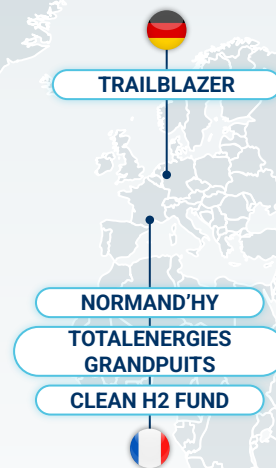 TRAILBLAZER
NORMAND'HY
TOTALENERGIES
GRANDPUITS
CLEAN H2 FUND